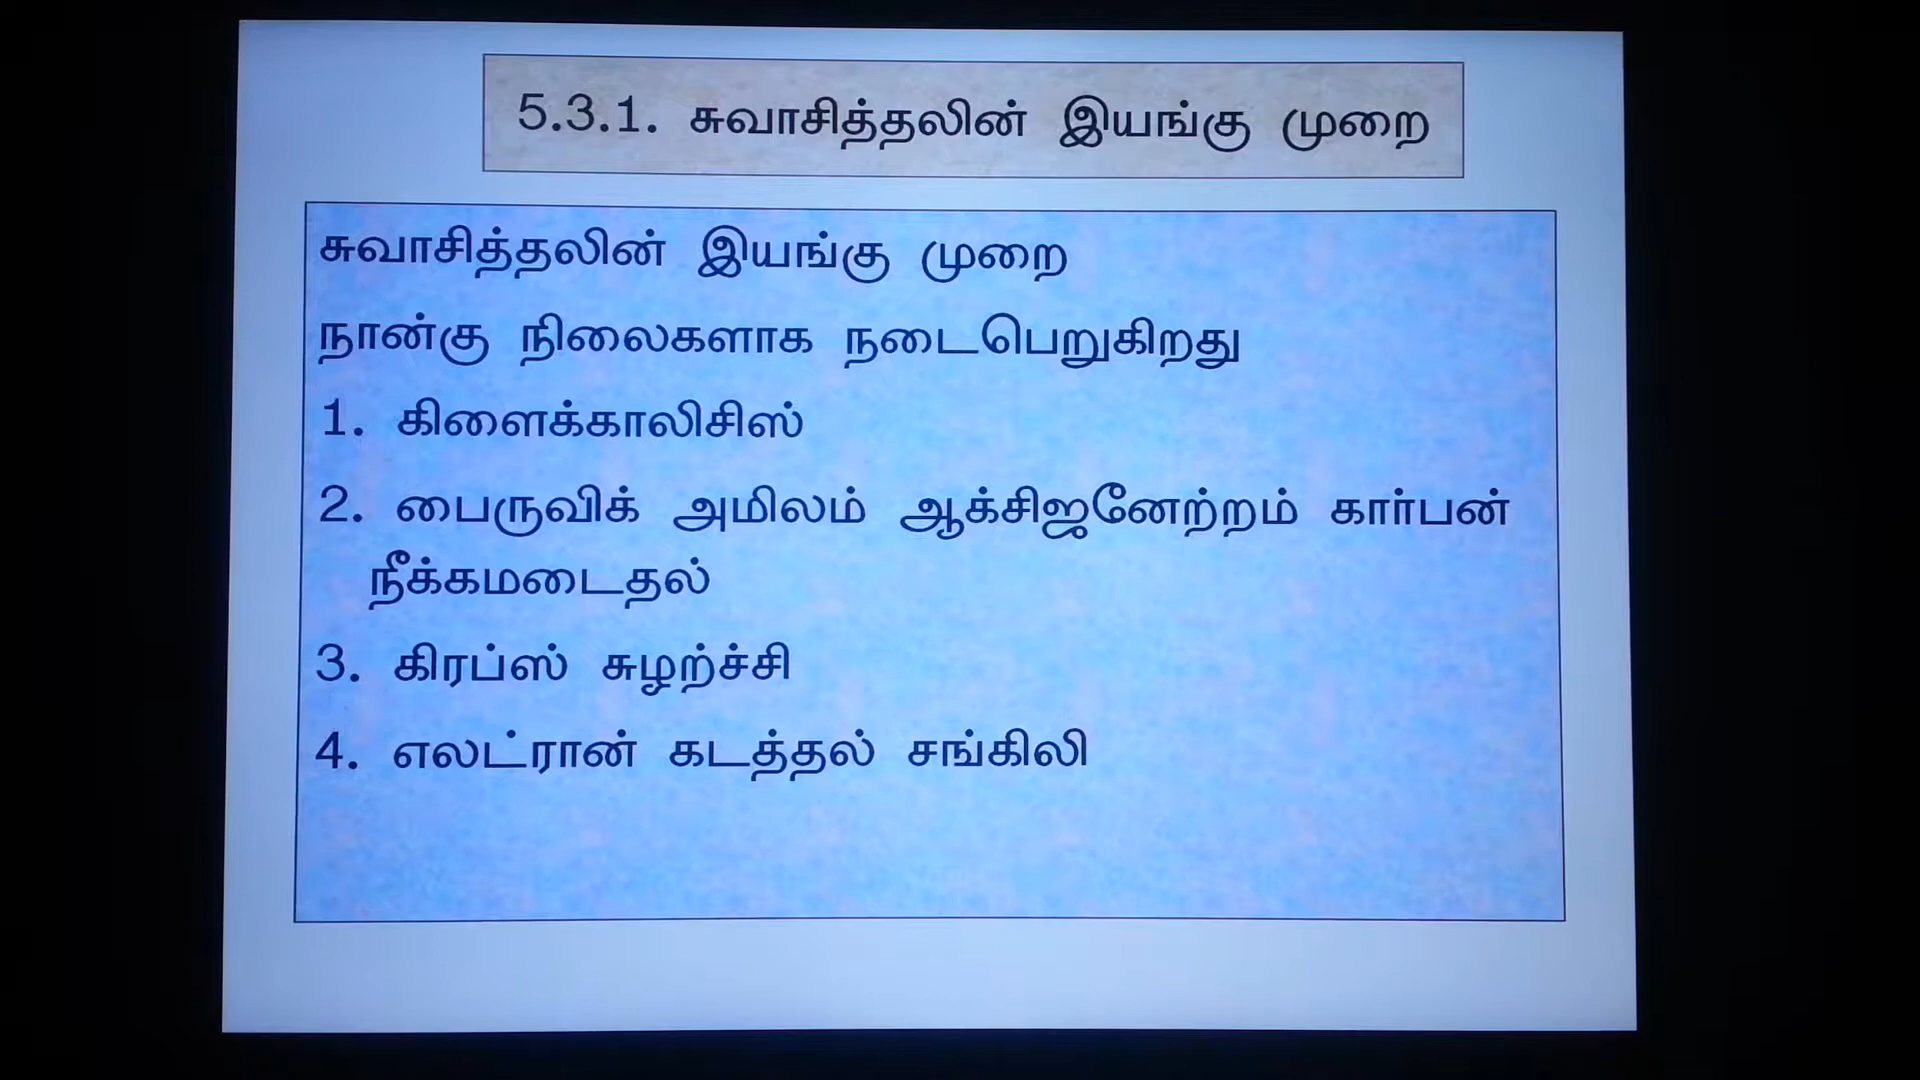 5.3.1. சுவாசித்தலின் இயங்கு முறை
சுவாசித்தலின் இயங்கு முறை
நான்கு நிலைகளாக நடைபெறுகிறது
1. கிளைக்காலிசிஸ்
2. பைருவிக் அமிலம் ஆக்சிஜனேற்றம் கார்பன்
நீக்கமடைதல்
3. கிரப்ஸ் சுழற்ச்சி
4. எலட்ரான் கடத்தல் சங்கிலி